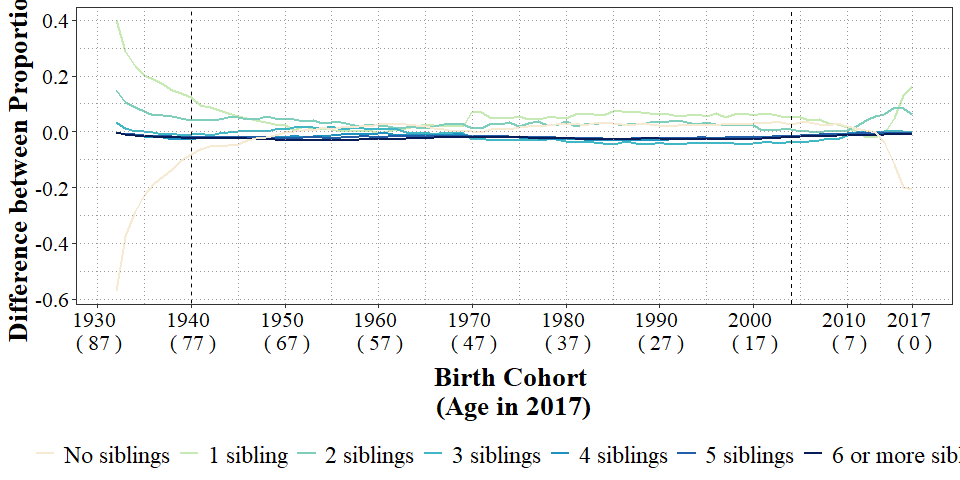 Difference between Proportio
0.4
0.2
0.0
-0.2
-0.4
-0.6
1930 1940 1950 1960 1970 1980 1990 2000 2010 2017
( 87 ) ( 77 ) ( 67 ) ( 57 ) ( 47 ) ( 37 ) ( 27 ) ( 17 ) ( 7 ) ( 0 )
Birth Cohort
(Age in 2017)
No siblings 1 sibling 2 siblings 3 siblings 4 siblings 5 siblings 6 or more sibl